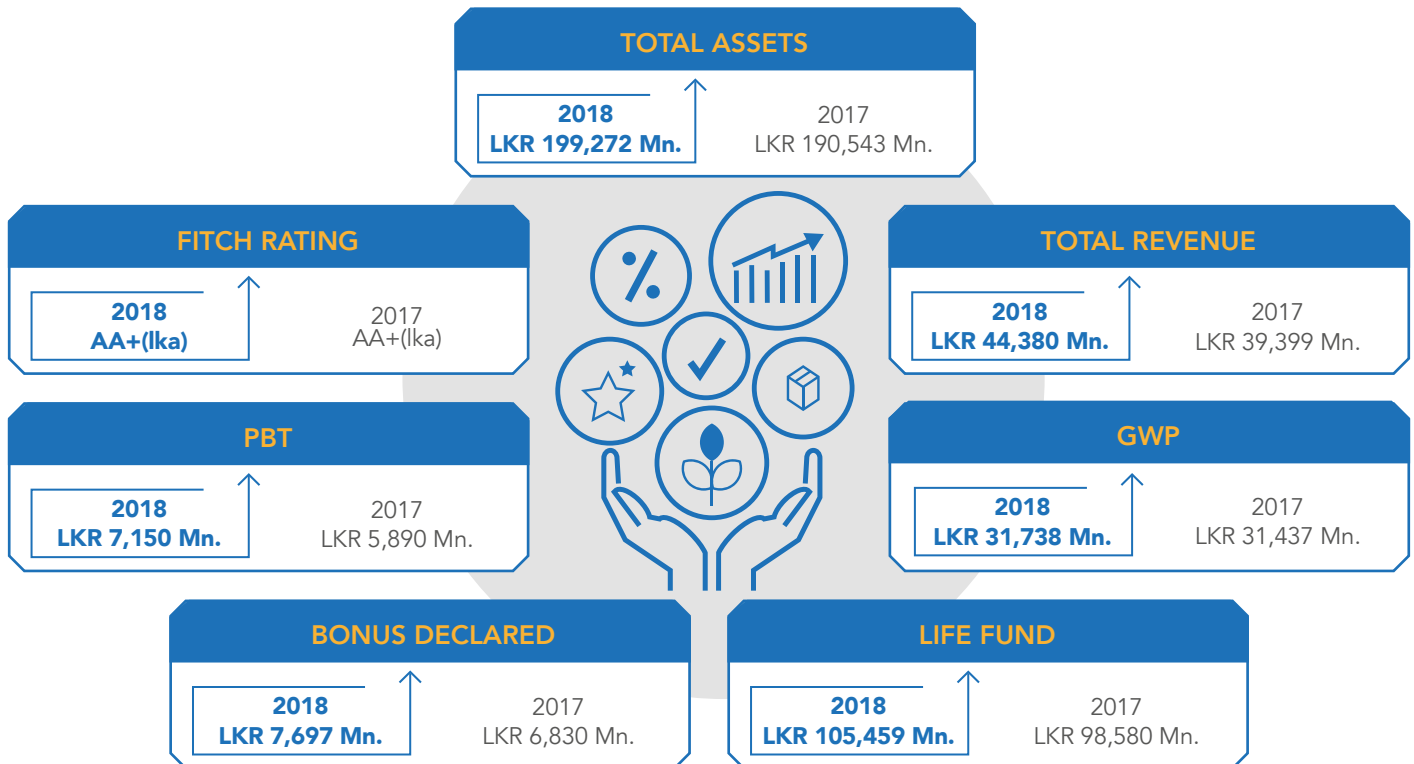 TOTAL ASSETS
2018
LKR 199,272 Mn.
2017
LKR 190,543 Mn.
FITCH RATING
2018
AA+(lka)
2017
AA+(lka)
TOTAL REVENUE
2018
LKR 44,380 Mn.
2017
LKR 39,399 Mn.
PBT
2018
LKR 7,150 Mn.
2017
LKR 5,890 Mn.
GWP
2018
LKR 31,738 Mn.
2017
LKR 31,437 Mn.
BONUS DECLARED
2018
LKR 7,697 Mn.
2017
LKR 6,830 Mn.
LIFE FUND
2018
LKR 105,459 Mn.
2017
LKR 98,580 Mn.